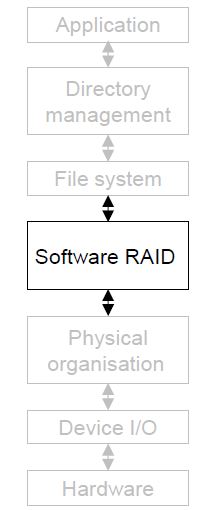 Application
Directory
management
File system
Software RAID
Physical
organisation
Device I/O
Hardware